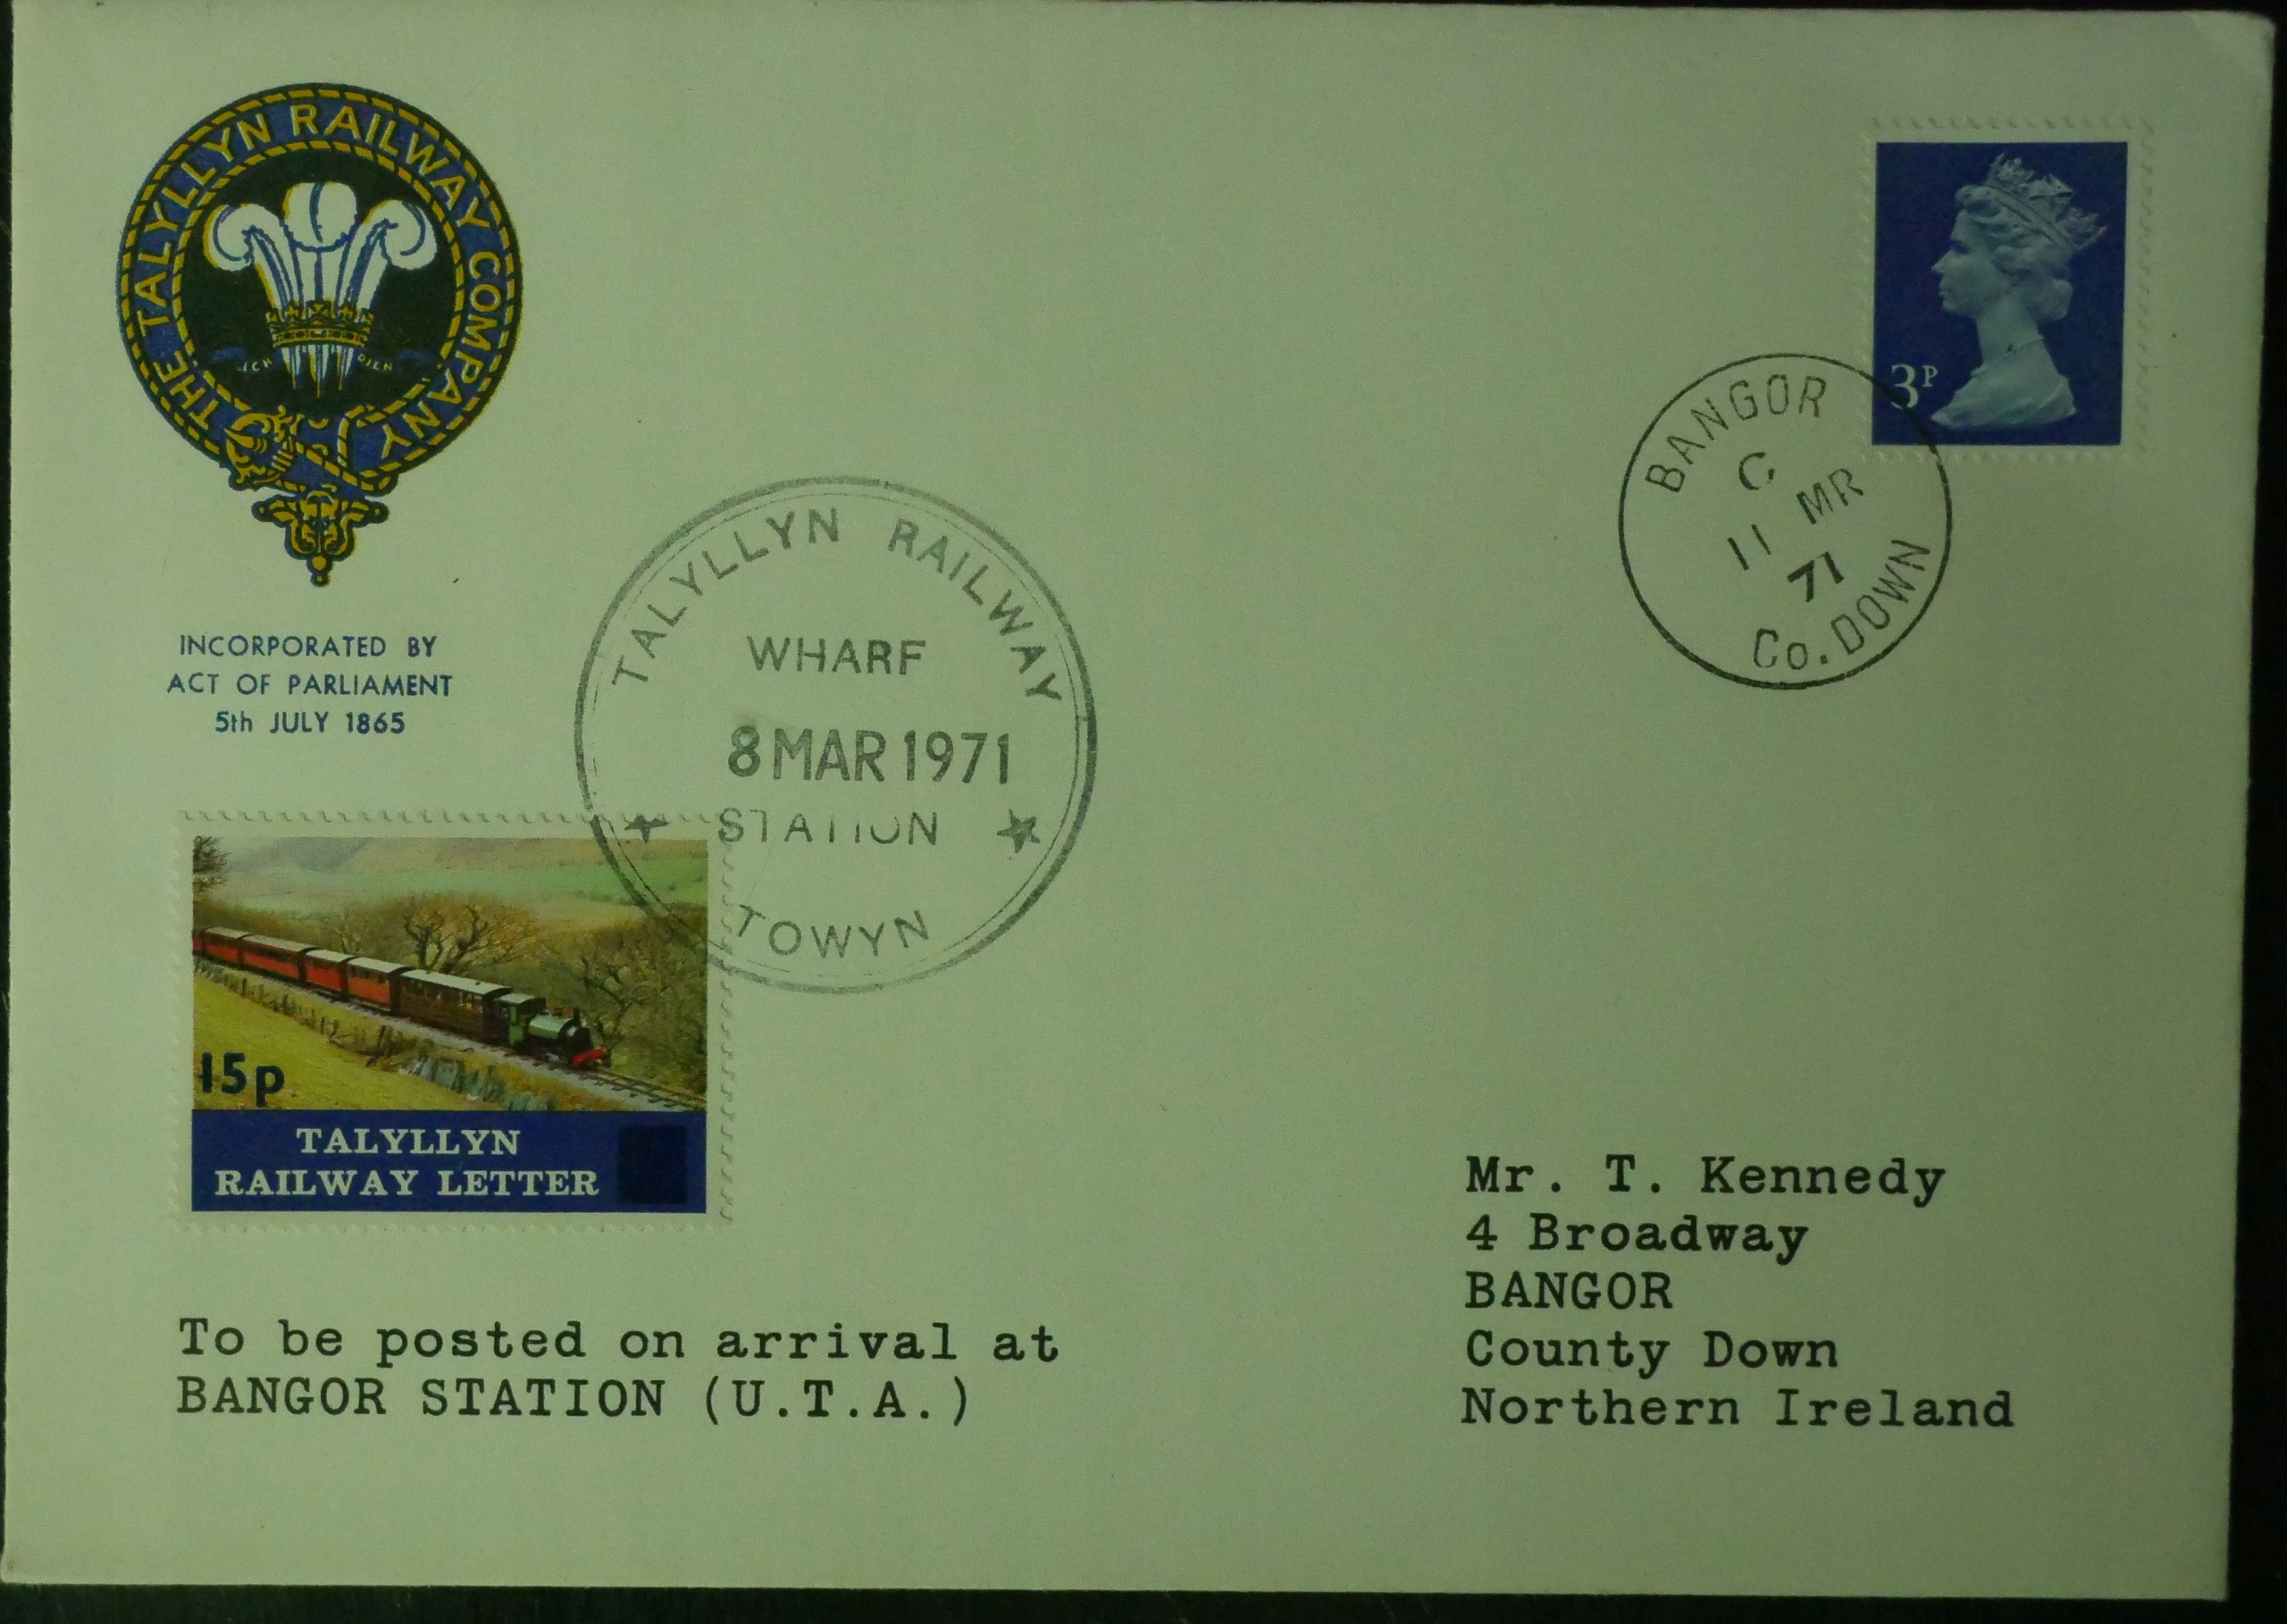 THE TALYLLYN RAILWAY COMPANY
ICH DIEN
INCORPORATED BY
ACT OF PARLIAMENT
5th JULY 1865
3P
BANGOR
C
11 MR
71
Co. DOWN
TALYLLYN RAILWAY
WHARF
8 MAR 1971
STATION
TOWYN
15p
TALYLLYN
RAILWAY LETTER
To be posted on arrival at
BANGOR STATION (U.T.A.)
Mr. T. Kennedy
4 Broadway
BANGOR
County Down
Northern Ireland